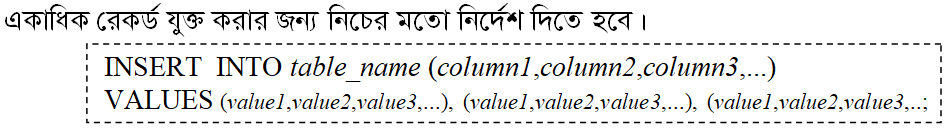 একাধিক রেকর্ড যুক্ত করার জন্য নিচের মতো নির্দেশ দিতে হবে।
INSERT INTO table_name (column1,column2,column3,...)
VALUES (value1,value2,value3,...), (value1,value2,value3,...), (value1,value2,value3,..;